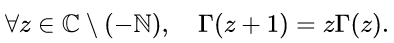 ∀z ∈ ℂ \ (−ℕ), Γ(z + 1) = zΓ(z).